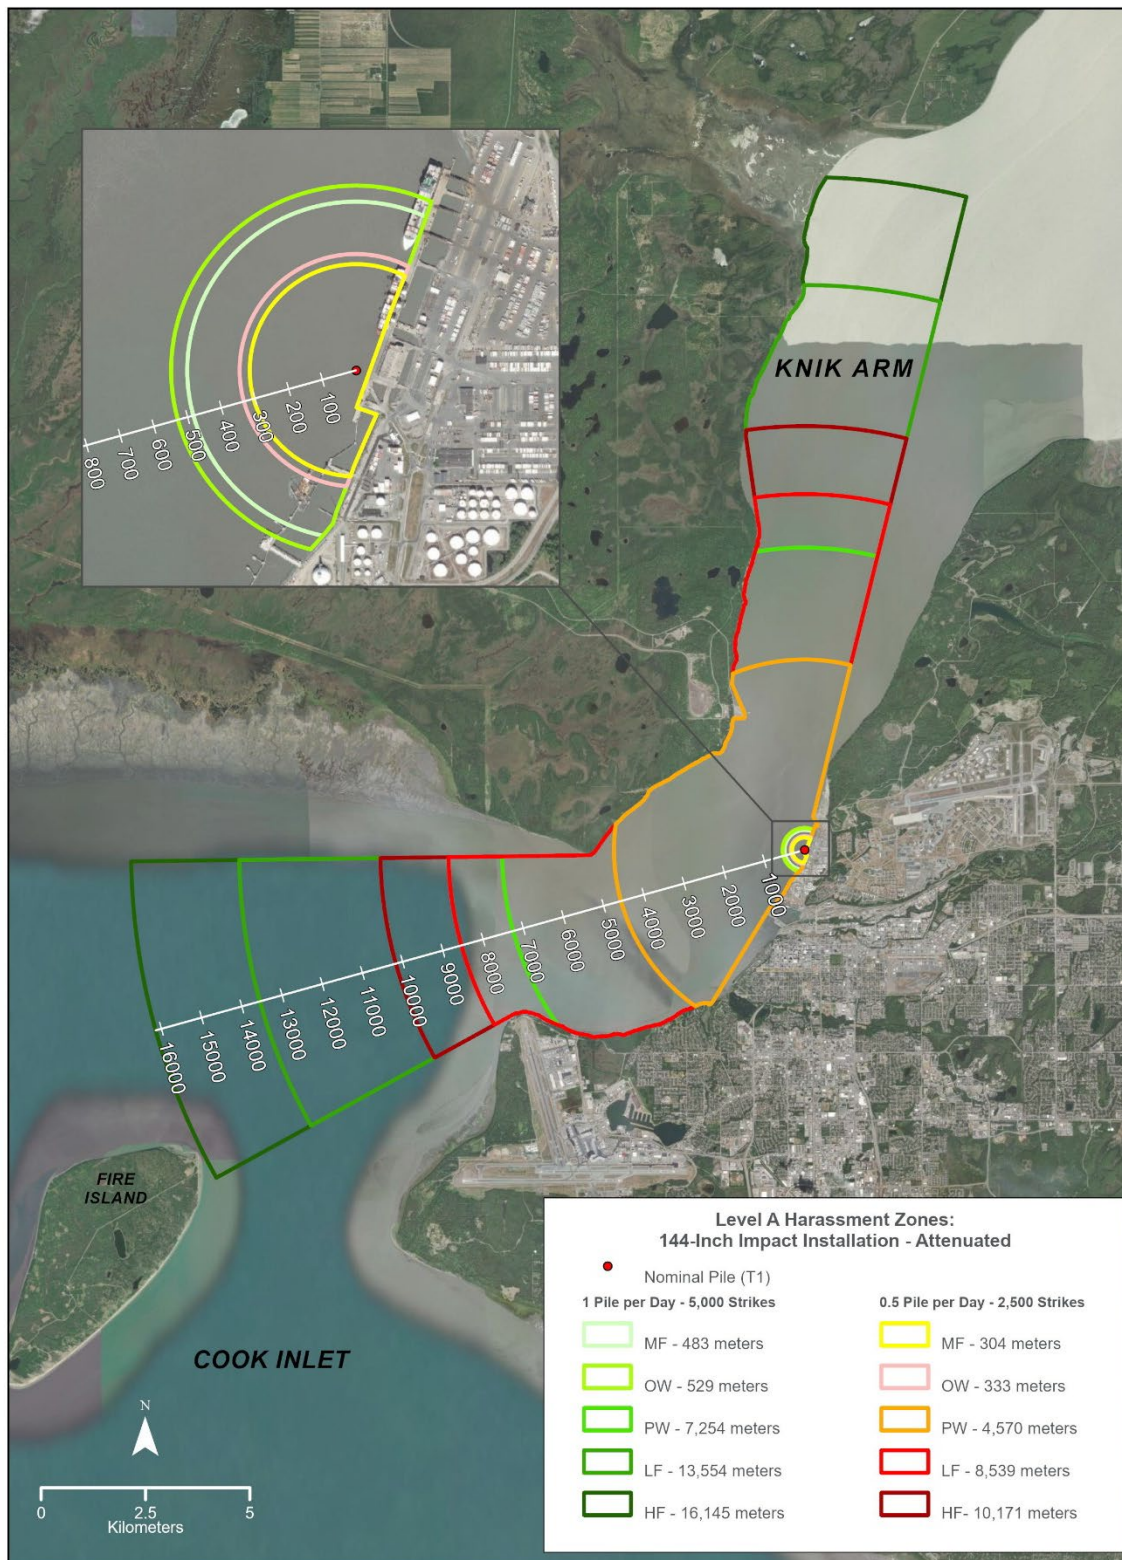 100
200
300
400
500
600
700
800
KNIK ARM
1000
2000
3000
4000
5000
6000
7000
8000
9000
10000
11000
12000
13000
14000
15000
16000
FIRE
ISLAND
COOK INLET
N
0 2.5 5
Kilometers
Level A Harassment Zones:
144-Inch Impact Installation - Attenuated
Nominal Pile (T1)
1 Pile per Day - 5,000 Strikes
MF - 483 meters
OW - 529 meters
PW - 7,254 meters
LF - 13,554 meters
HF - 16,145 meters
0.5 Pile per Day - 2,500 Strikes
MF - 304 meters
OW - 333 meters
PW - 4,570 meters
LF - 8,539 meters
HF- 10,171 meters